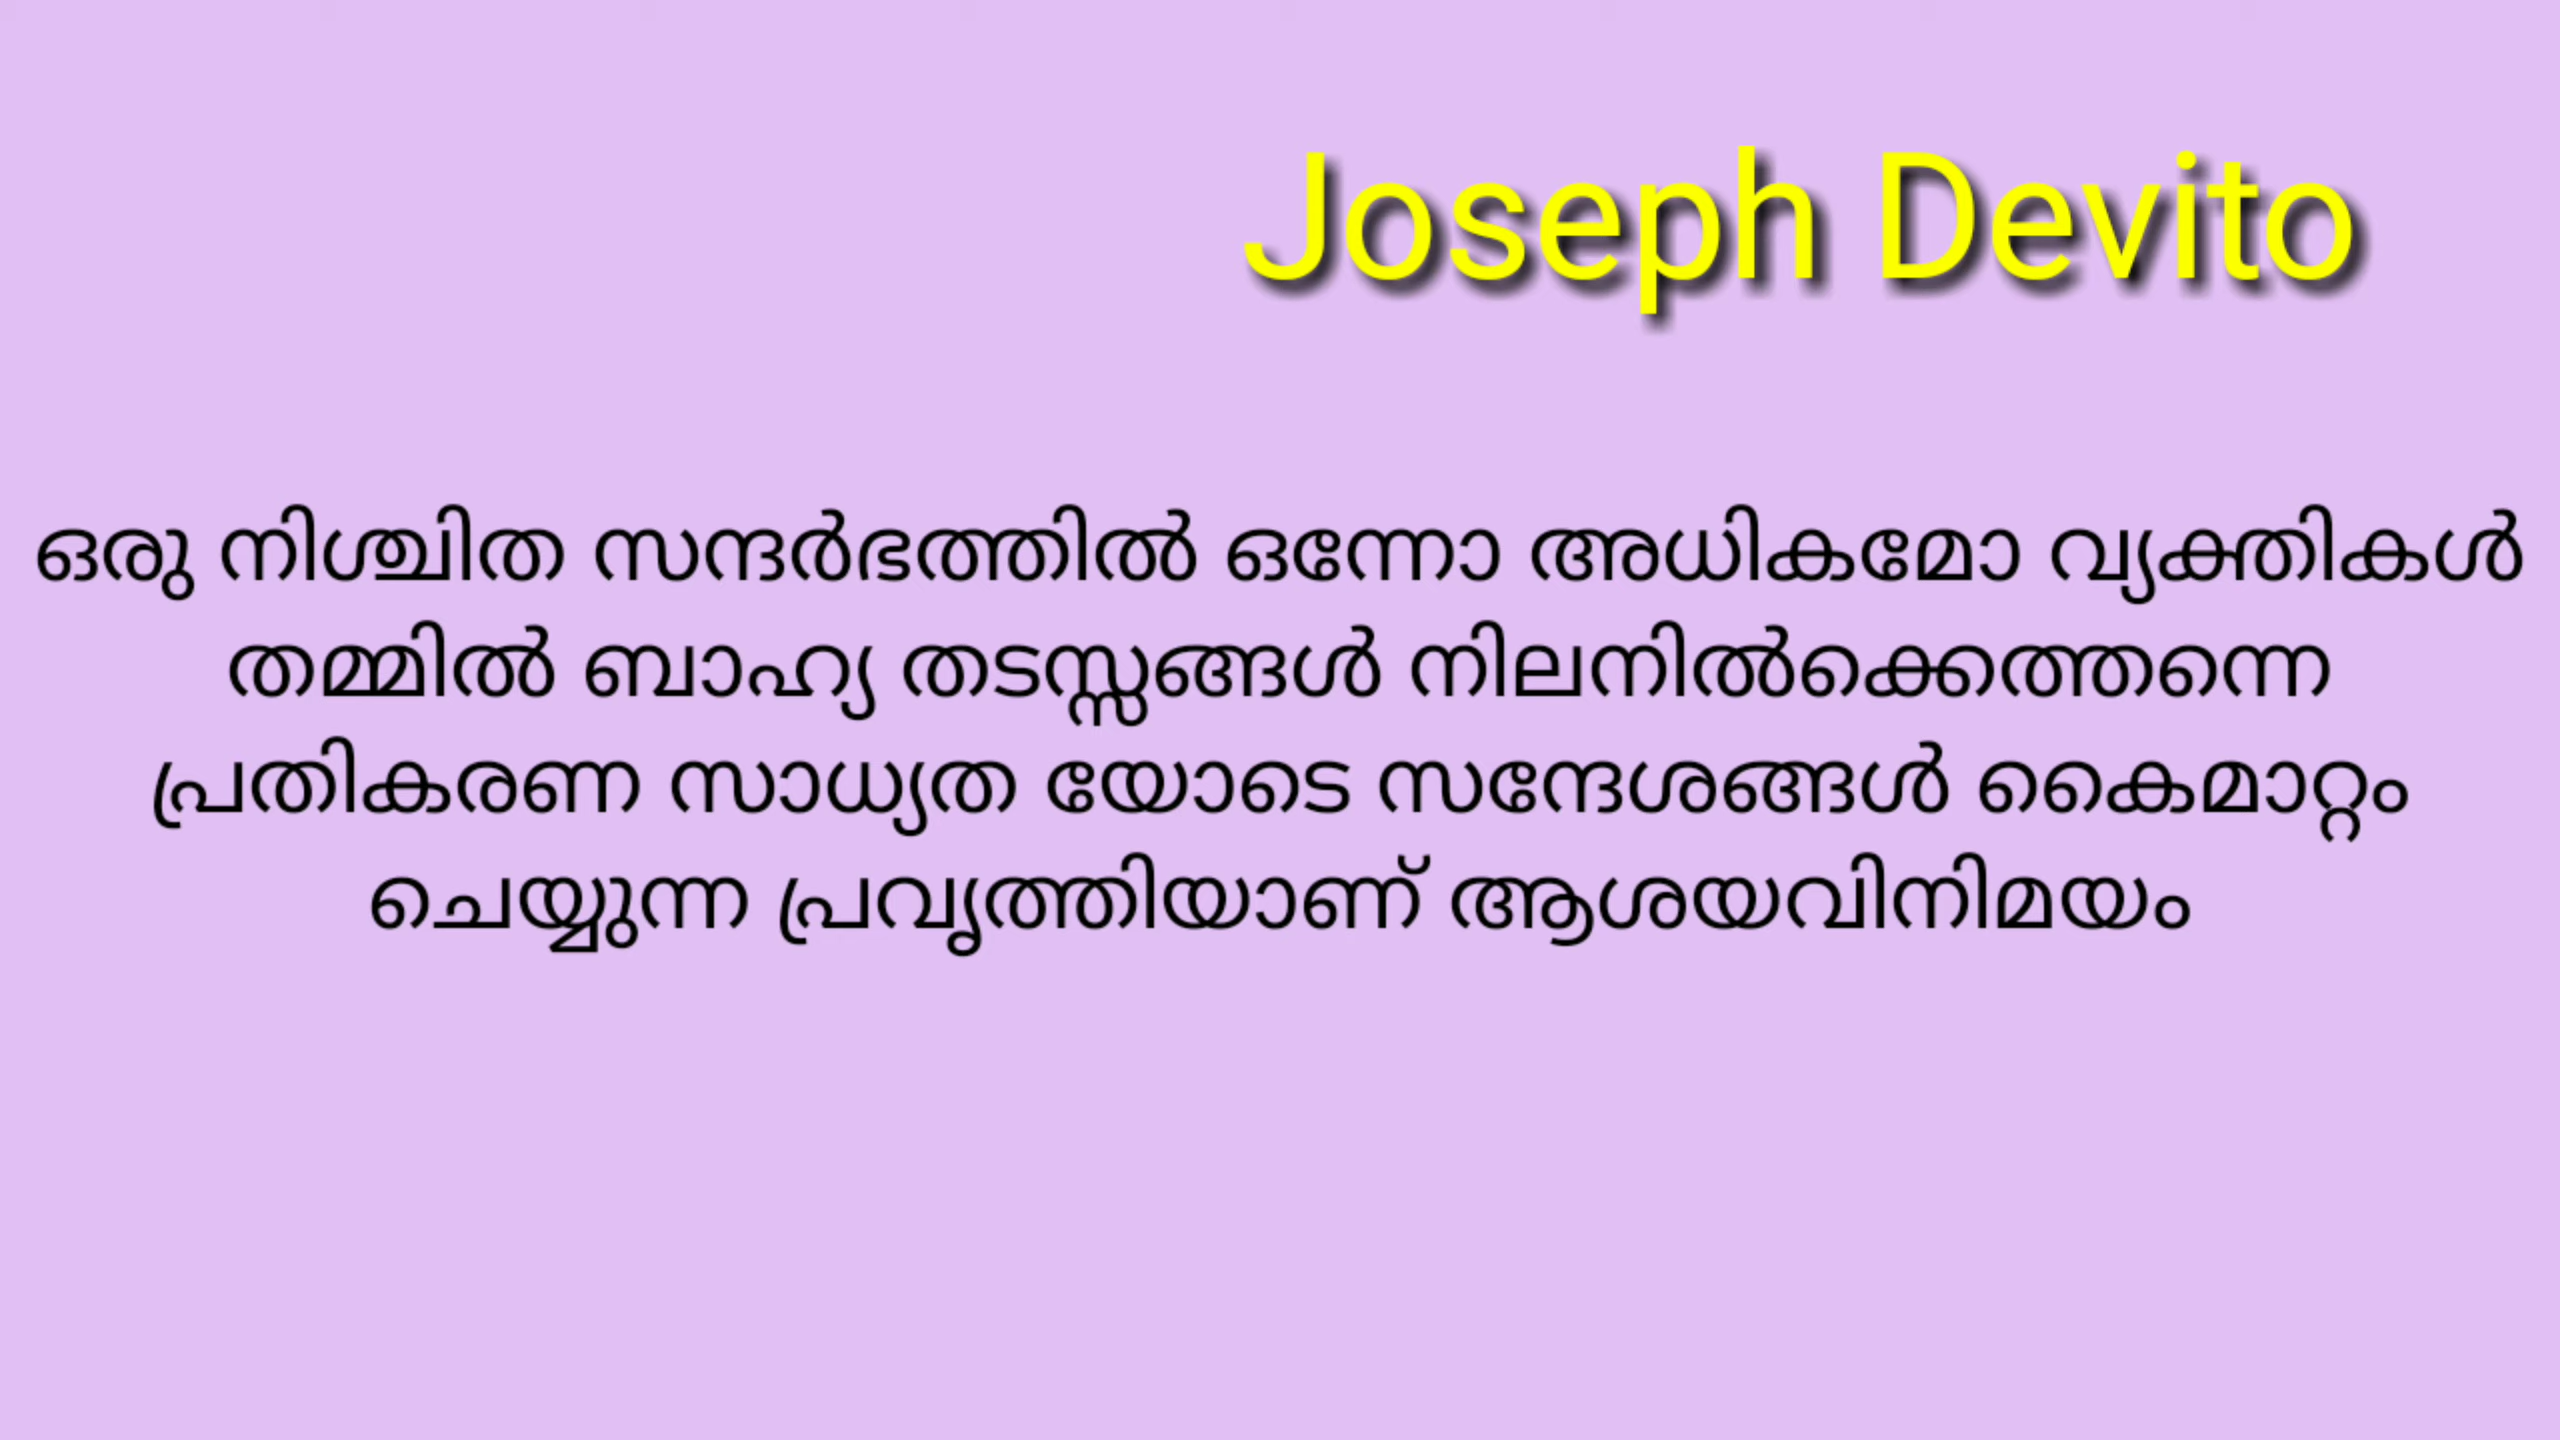 Joseph Devito
ഒരു നിശ്ചിത സന്ദർഭത്തിൽ ഒന്നോ അധികമോ വ്യക്തികൾ
തമ്മിൽ ബാഹ്യ തടസ്സങ്ങൾ നിലനിൽക്കെത്തന്നെ
പ്രതികരണ സാധ്യത യോടെ സന്ദേശങ്ങൾ കൈമാറ്റം
ചെയ്യുന്ന പ്രവൃത്തിയാണ് ആശയവിനിമയം